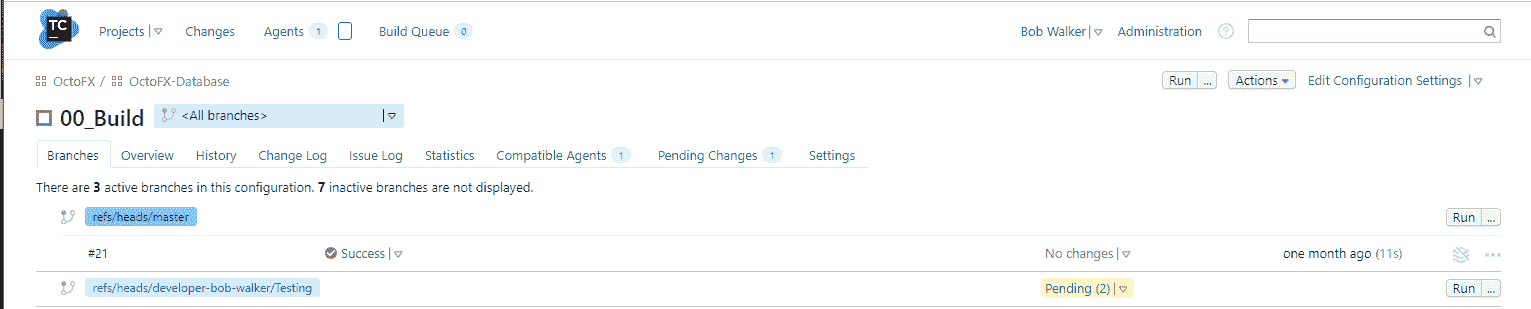 TC
Projects Changes Agents 1 Build Queue 0 Bob Walker Administration ?
OctoFX / OctoFX-Database Run ... Actions Edit Configuration Settings
00_Build <All branches>
Branches Overview History Change Log Issue Log Statistics Compatible Agents 1 Pending Changes 1 Settings
There are 3 active branches in this configuration. 7 inactive branches are not displayed.
refs/heads/master Run ...
#21 Success No changes one month ago (11s)
refs/heads/developer-bob-walker/Testing Pending (2) Run ...